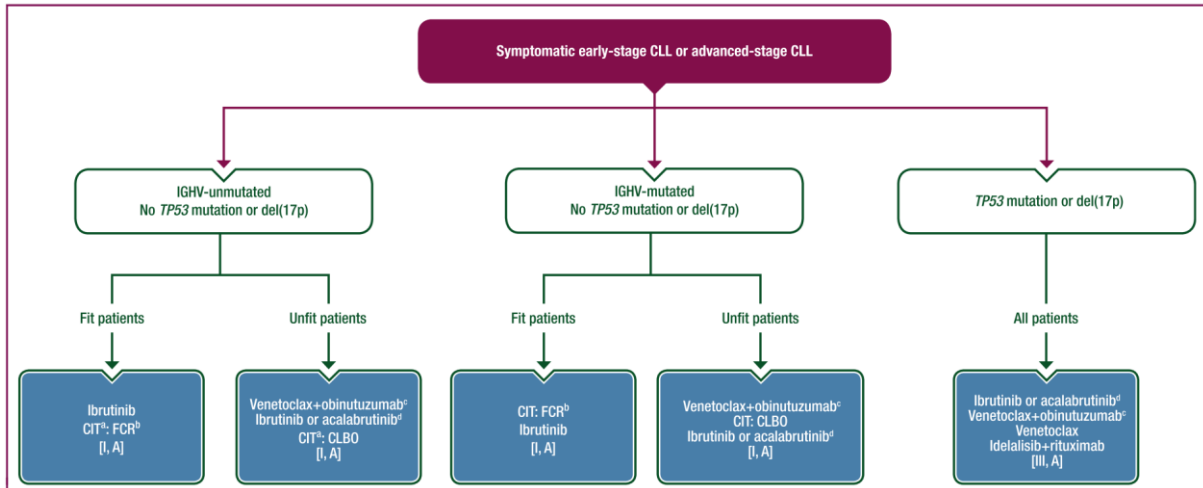 Symptomatic early-stage CLL or advanced-stage CLL
IGHV-unmutated
No TP53 mutation or del(17p)
IGHV-mutated
No TP53 mutation or del(17p)
TP53 mutation or del(17p)
Fit patients
Unfit patients
Fit patients
Unfit patients
All patients
Ibrutinib
CITᵃ: FCRᵇ
[I, A]
Venetoclax+obinutuzumabᶜ
Ibrutinib or acalabrutinibᵈ
CITᵃ: CLBO
[I, A]
CIT: FCRᵇ
Ibrutinib
[I, A]
Venetoclax+obinutuzumabᶜ
CIT: CLBO
Ibrutinib or acalabrutinibᵈ
[I, A]
Ibrutinib or acalabrutinibᵈ
Venetoclax+obinutuzumabᶜ
Venetoclax
Idelalisib+rituximab
[III, A]